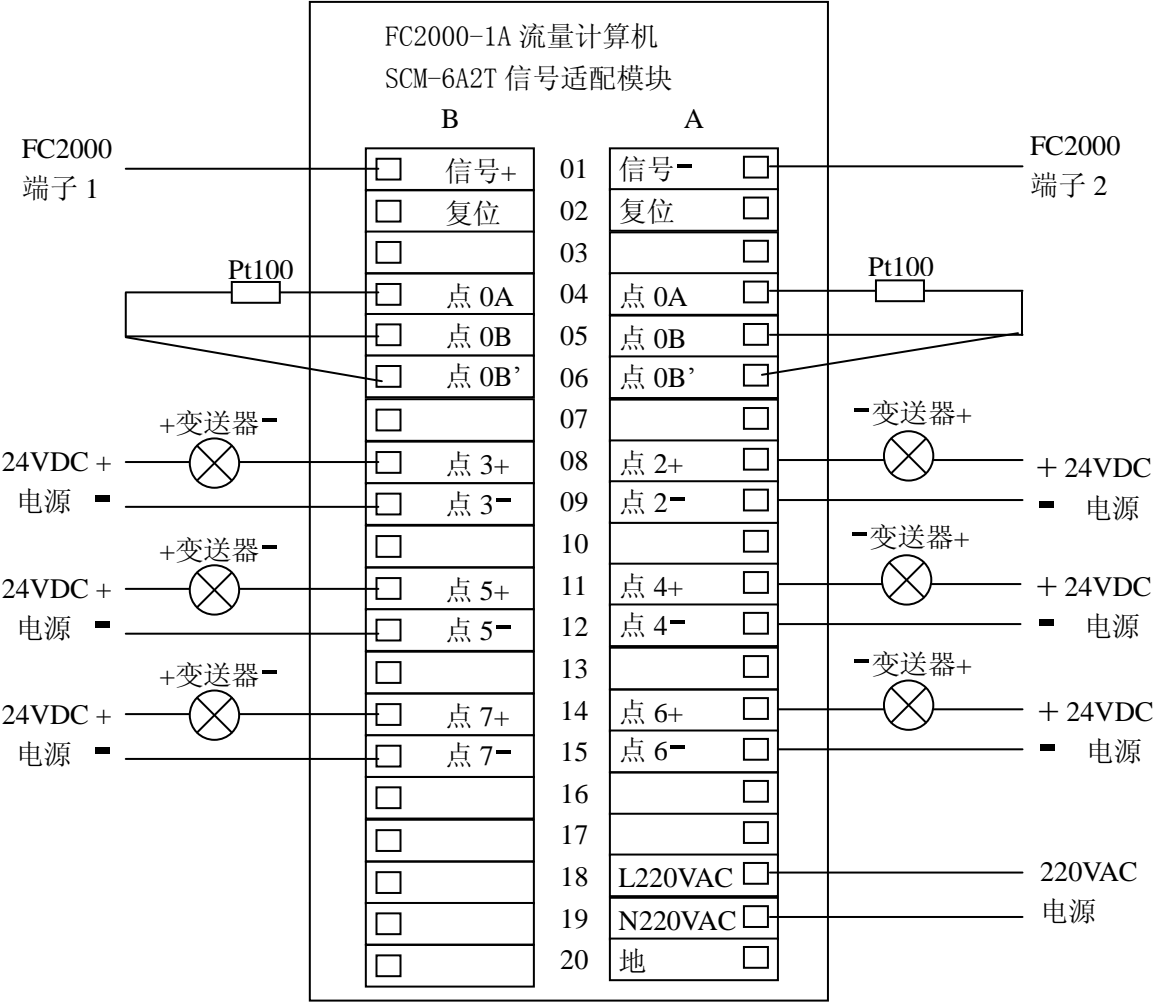 FC2000-1A 流量计算机
SCM-6A2T 信号适配模块
B A
FC2000
端子 1
信号+ 01 信号-
FC2000
端子 2
复位 02 复位
03
Pt100 Pt100
点 0A 04 点 0A
点 0B 05 点 0B
点 0B’ 06 点 0B’
07
+变送器- -变送器+
24VDC + 点 3+ 08 点 2+ + 24VDC
电源 - 点 3- 09 点 2- - 电源
10
+变送器- -变送器+
24VDC + 点 5+ 11 点 4+ + 24VDC
电源 - 点 5- 12 点 4- - 电源
13
+变送器- -变送器+
24VDC + 点 7+ 14 点 6+ + 24VDC
电源 - 点 7- 15 点 6- - 电源
16
17
18 L220VAC 220VAC
19 N220VAC 电源
20 地